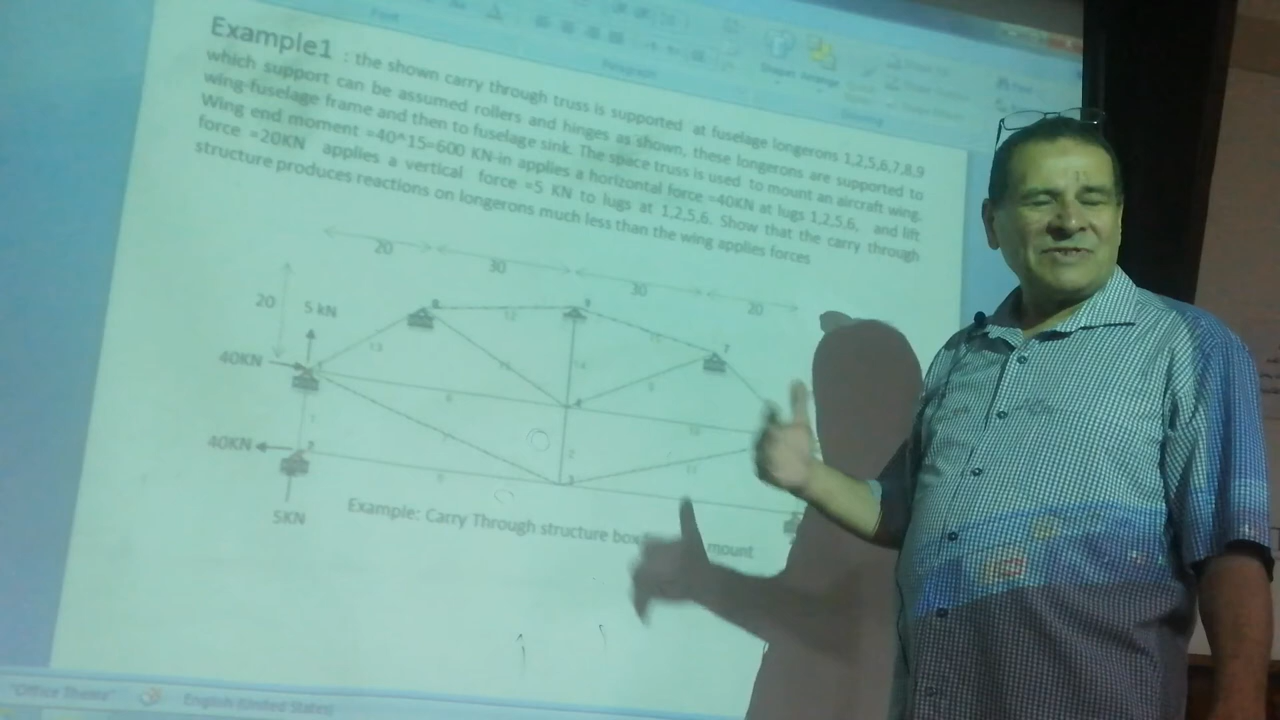 Example1 : the shown carry through truss is supported at fuselage longerons 1,2,5,6,7,8,9
which support can be assumed rollers and hinges as shown, these longerons are supported to
wing-fuselage frame and then to fuselage sink. The space truss is used to mount an aircraft wing.
Wing end moment =40^15=600 KN-in applies a horizontal force =40KN at lugs 1,2,5,6, and lift
force =20KN applies a vertical force =5 KN to lugs at 1,2,5,6. Show that the carry through
structure produces reactions on longerons much less than the wing applies forces
20 30 30 20
20
5 kN
40KN
40KN
5KN
Example: Carry Through structure box mount
"Office Theme" English (United States)